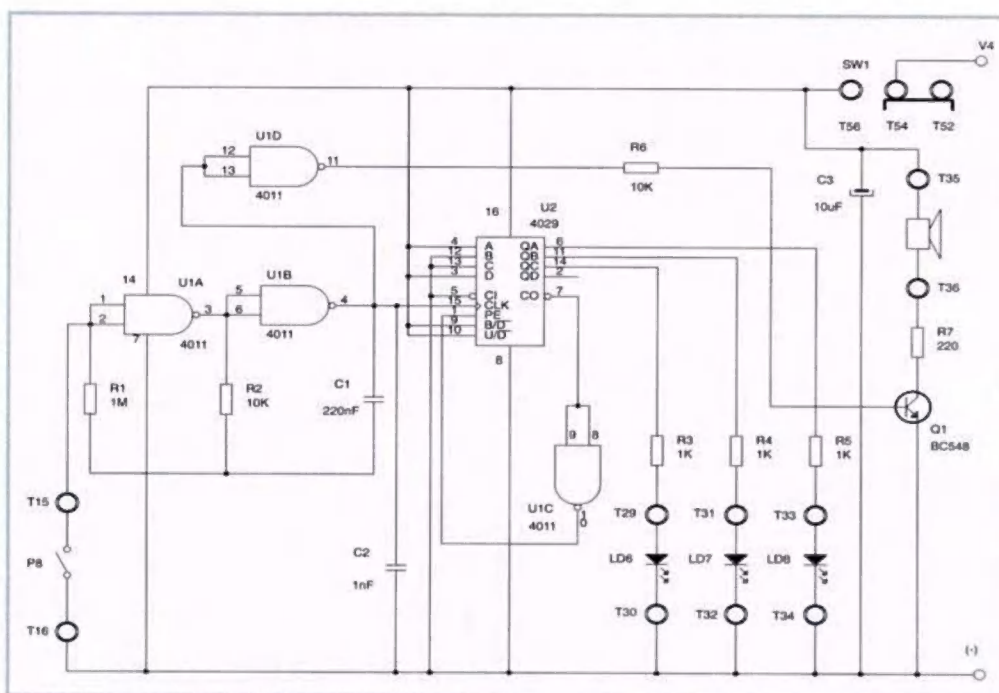 V4
SW1
T56
T54
T52
U1D
12
13
11
4011
R6
10K
C3
10uF
T35
16
U2
4029
4
12
13
3
5
15
1
9
10
A
B
C
D
CI
CLK
PE
B/D
U/D
QA
QB
QC
QD
CO
6
11
14
2
7
8
14
U1A
1
2
3
7
4011
U1B
5
6
4
4011
T36
R7
220
R1
1M
R2
10K
C1
220nF
Q1
BC548
9
8
U1C
4011
1
0
R3
1K
R4
1K
R5
1K
T15
P8
T16
C2
1nF
T29
T31
T33
LD6
LD7
LD8
T30
T32
T34
(-)